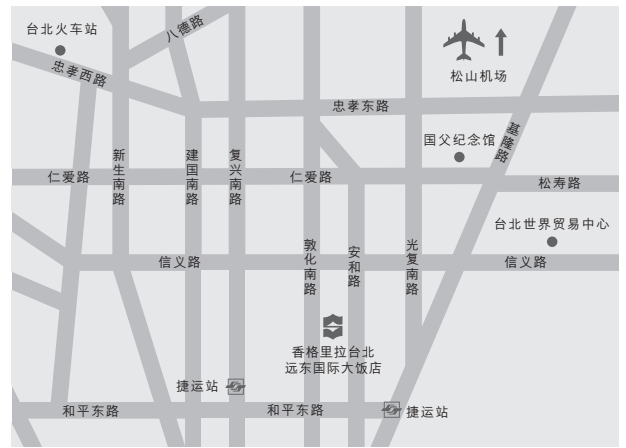 台北火车站
八德路
忠孝西路
松山机场
忠孝东路
国父纪念馆
基隆路
新生南路
建国南路
复兴南路
仁爱路
仁爱路
松寿路
台北世界贸易中心
敦化南路
安和路
光复南路
信义路
信义路
香格里拉台北
远东国际大饭店
捷运站
和平东路
和平东路
捷运站